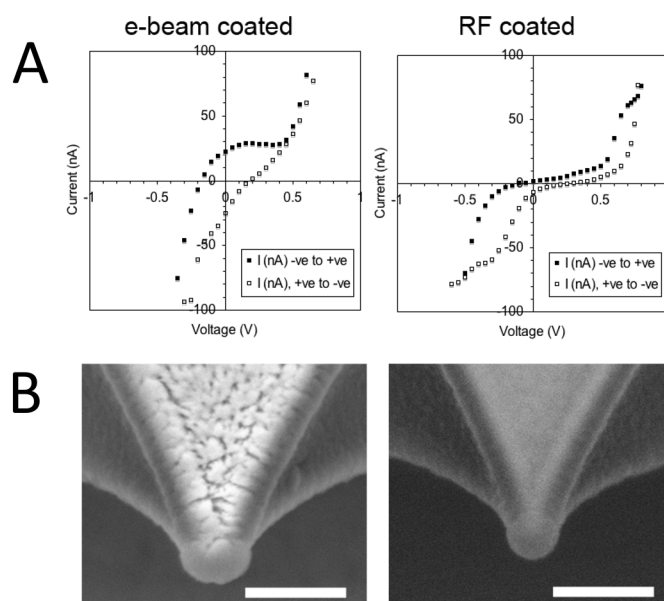 e-beam coated
RF coated
A
100
50
0
-1
-0.5
0
0.5
1
-50
-100
Current (nA)
Voltage (V)
I (nA) -ve to +ve
I (nA), +ve to -ve
100
50
0
-1
-0.5
0
0.5
-50
-100
Current (nA)
Voltage (V)
I (nA) -ve to +ve
I (nA), +ve to -ve
B